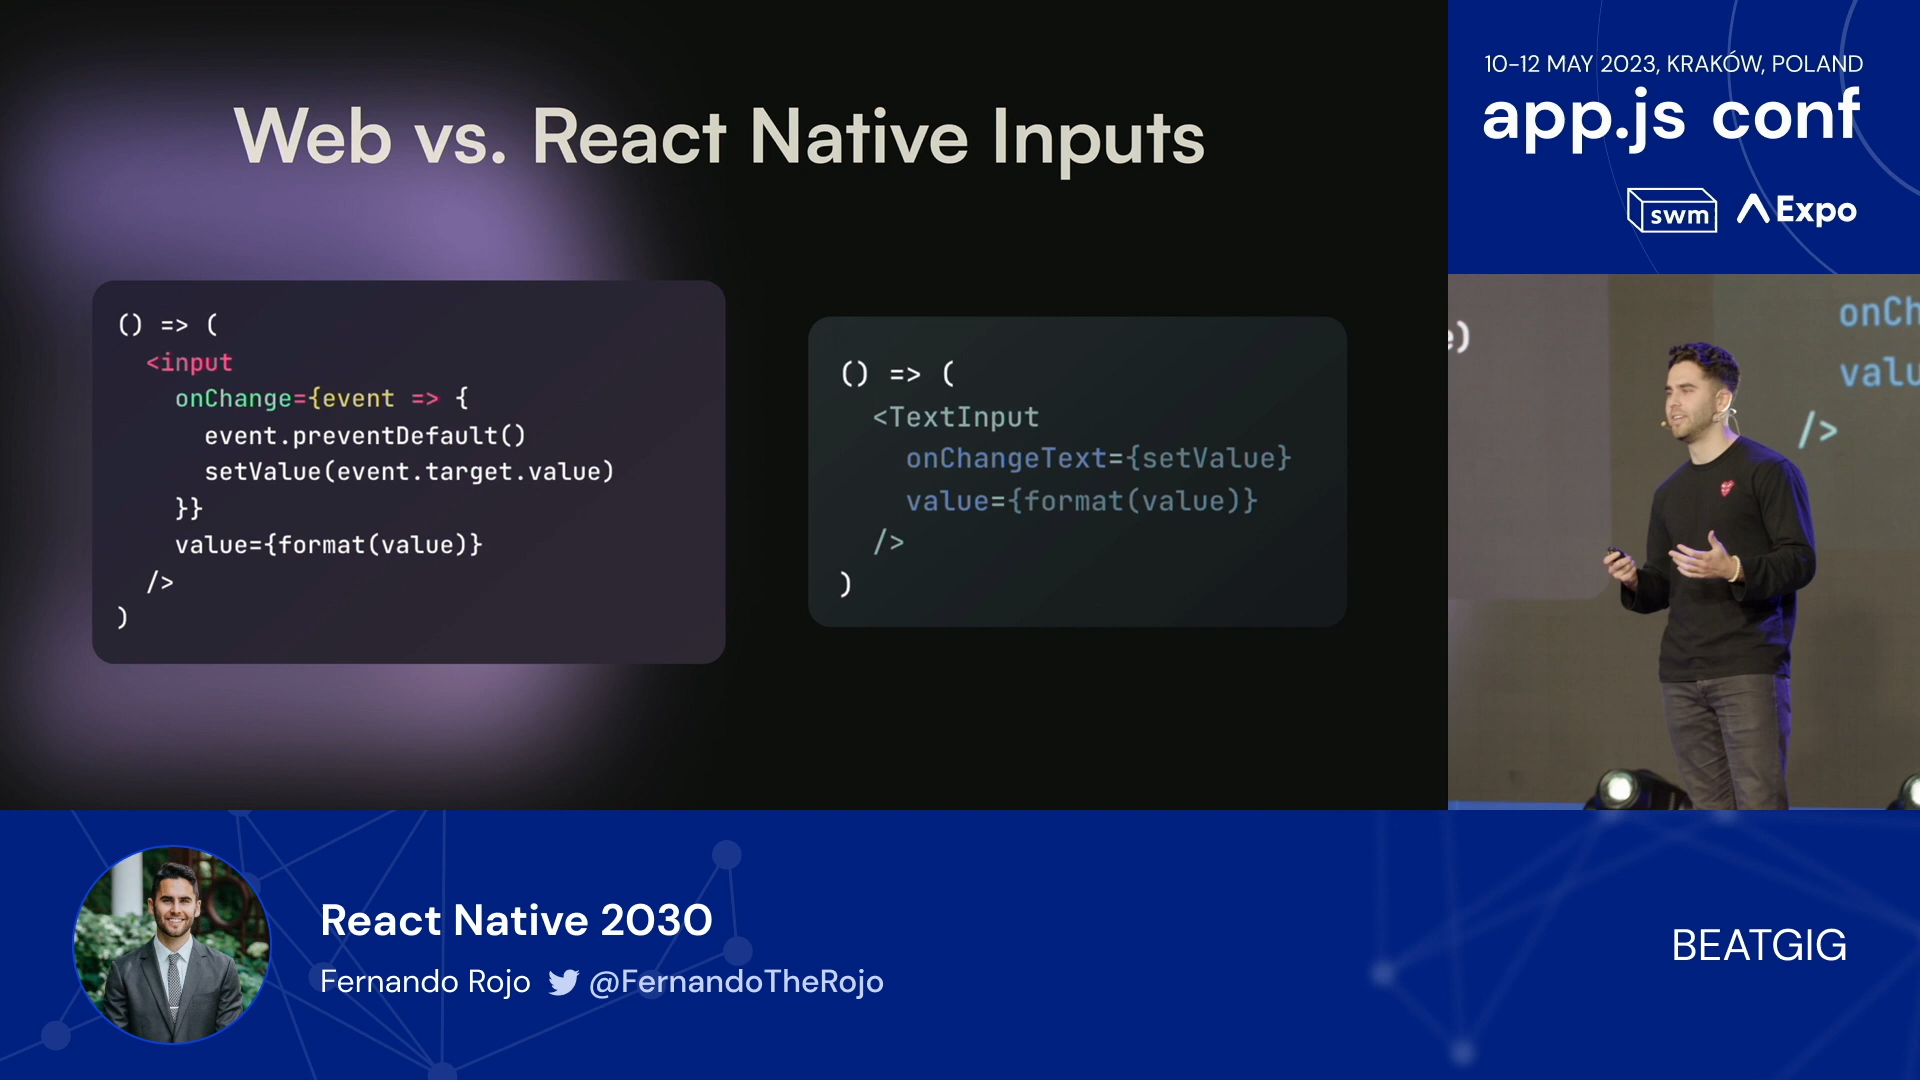 Web vs. React Native Inputs
() => (
<input
onChange={event => {
event.preventDefault()
setValue(event.target.value)
}}
value={format(value)}
/>
)
() => (
<TextInput
onChangeText={setValue}
value={format(value)}
/>
)
10–12 MAY 2023, KRAKÓW, POLAND
app.js conf
swm
Expo
e)
onCh
valu
/>
React Native 2030
Fernando Rojo @FernandoTheRojo
BEATGIG